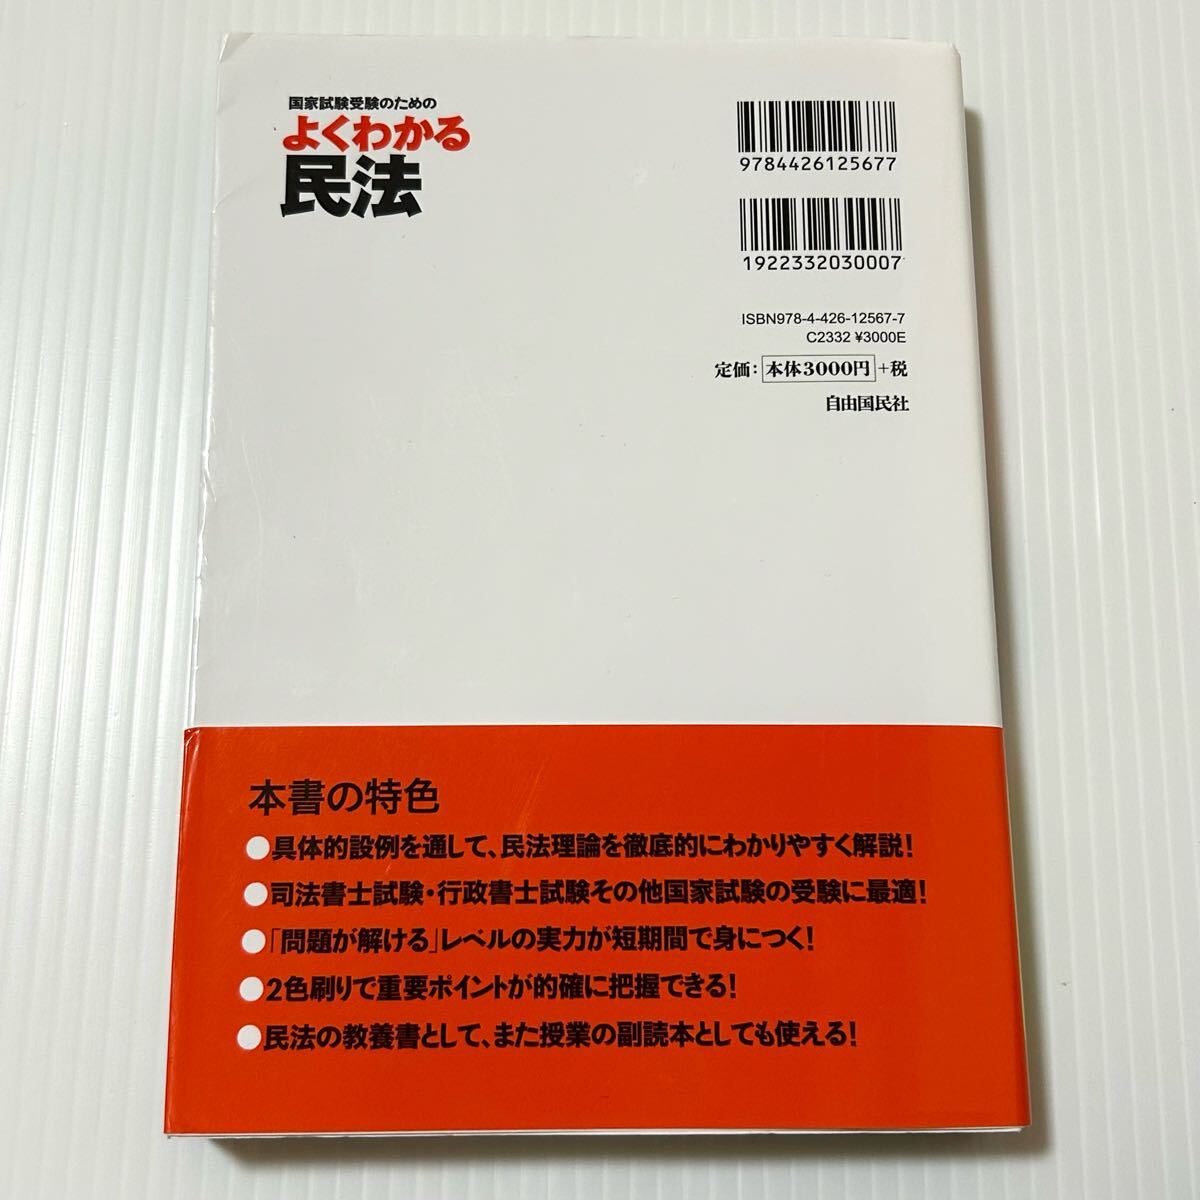 国家試験受験のための
よくわかる
民法
9784426125677
1922332030007
ISBN978-4-426-12567-7
C2332 ¥3000E
定価：本体3000円＋税
自由国民社
本書の特色
●具体的設例を通して、民法理論を徹底的にわかりやすく解説！
●司法書士試験・行政書士試験その他国家試験の受験に最適！
●「問題が解ける」レベルの実力が短期間で身につく！
●2色刷りで重要ポイントが的確に把握できる！
●民法の教養書として、また授業の副読本としても使える！